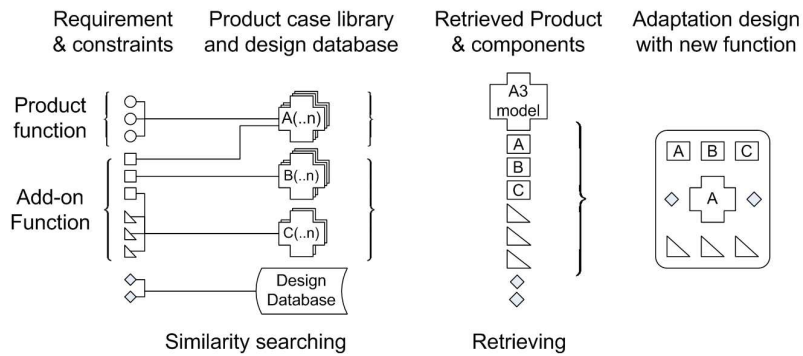 Requirement
& constraints
Product case library
and design database
Retrieved Product
& components
Adaptation design
with new function
Product
function
A(..n)
Add-on
Function
B(..n)
C(..n)
Design
Database
A3
model
A
B
C
A B C
A
Similarity searching
Retrieving